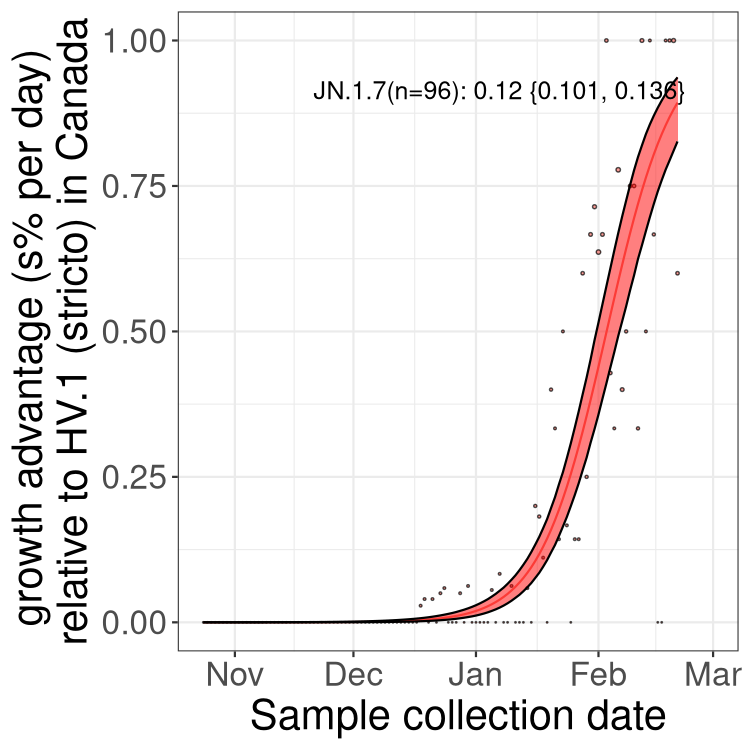 growth advantage (s% per day)
relative to HV.1 (stricto) in Canada
1.00
0.75
0.50
0.25
0.00
JN.1.7(n=96): 0.12 {0.101, 0.136}
Nov Dec Jan Feb Mar
Sample collection date